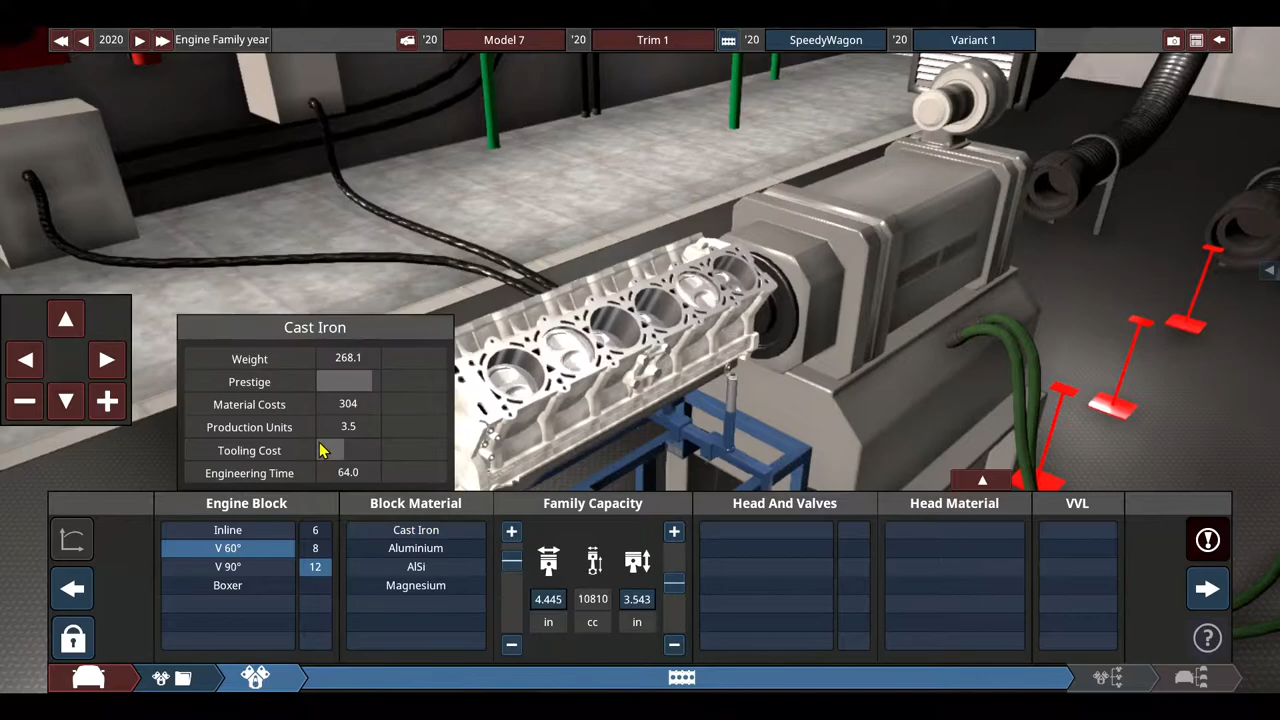 2020 Engine Family year '20 Model 7 '20 Trim 1 '20 SpeedyWagon '20 Variant 1
Cast Iron
Weight 268.1
Prestige
Material Costs 304
Production Units 3.5
Tooling Cost
Engineering Time 64.0
Engine Block Block Material Family Capacity Head And Valves Head Material VVL
Inline 6 Cast Iron
V 60° 8 Aluminium
V 90° 12 AlSi
Boxer Magnesium
4.445 10810 3.543
in cc in